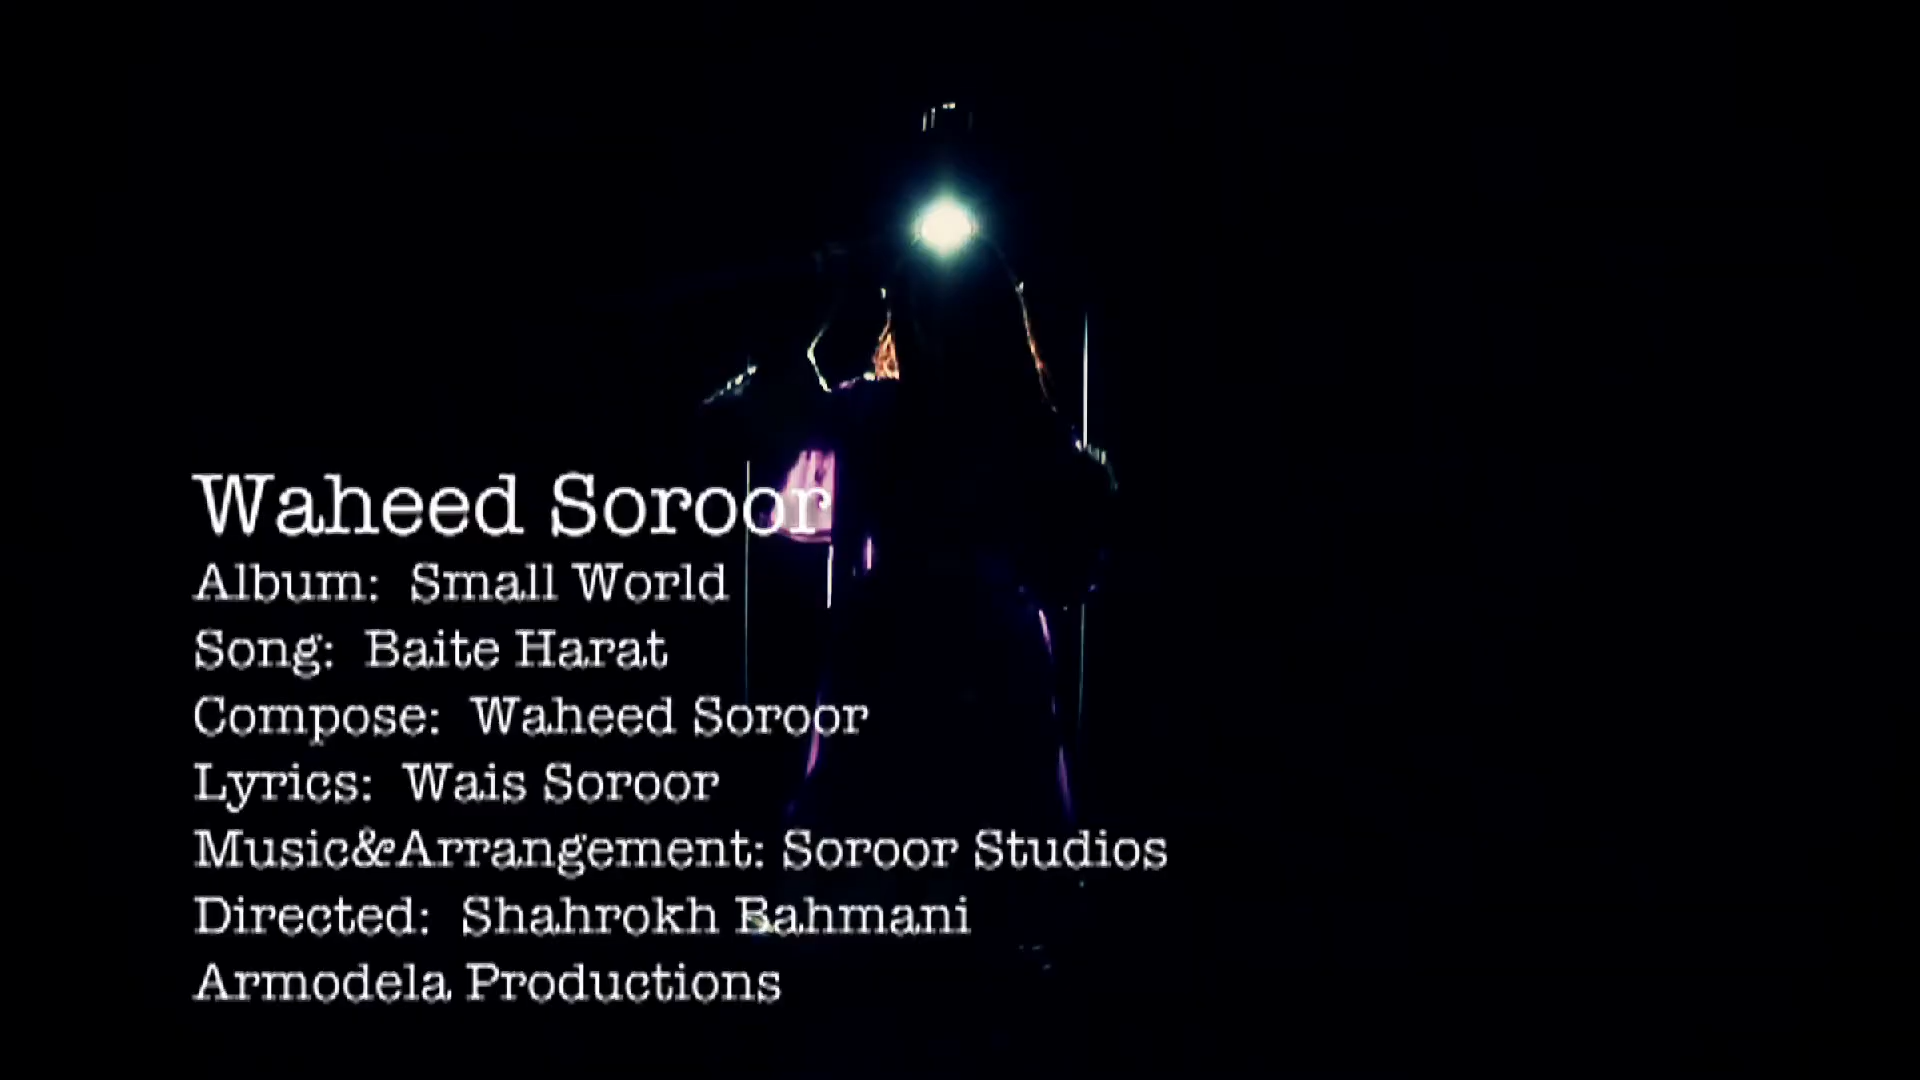 Waheed Soroor
Album: Small World
Song: Baite Harat
Compose: Waheed Soroor
Lyrics: Wais Soroor
Music&Arrangement: Soroor Studios
Directed: Shahrokh Bahmani
Armodela Productions